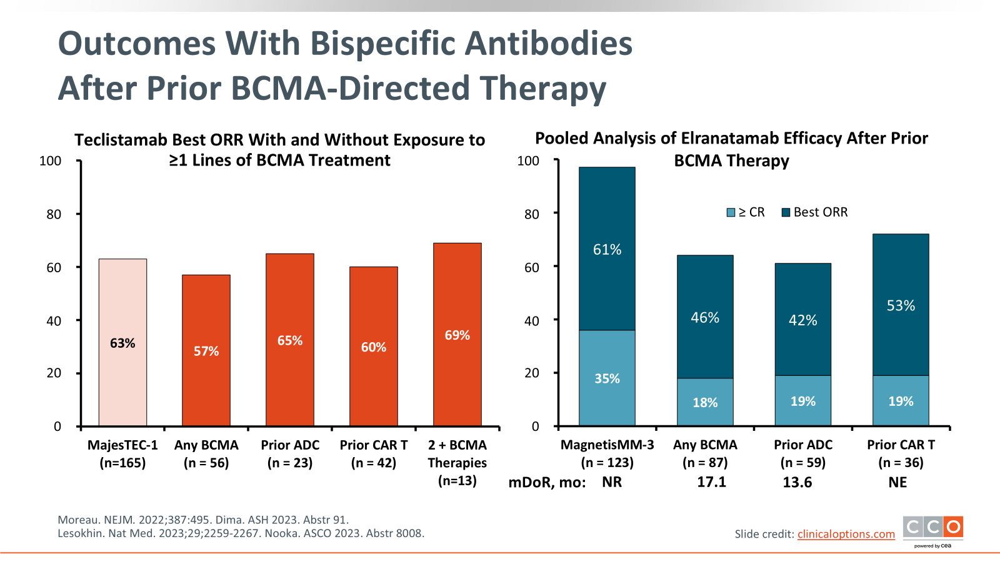 Outcomes With Bispecific Antibodies
After Prior BCMA-Directed Therapy
Teclistamab Best ORR With and Without Exposure to
≥1 Lines of BCMA Treatment
100
80
60
40
20
0
63%
57%
65%
60%
69%
MajesTEC-1
(n=165)
Any BCMA
(n = 56)
Prior ADC
(n = 23)
Prior CAR T
(n = 42)
2 + BCMA
Therapies
(n=13)
Pooled Analysis of Elranatamab Efficacy After Prior
BCMA Therapy
100
80
60
40
20
0
≥ CR
Best ORR
61%
35%
46%
18%
42%
19%
53%
19%
MagnetisMM-3
(n = 123)
Any BCMA
(n = 87)
Prior ADC
(n = 59)
Prior CAR T
(n = 36)
mDoR, mo: NR 17.1 13.6 NE
Moreau. NEJM. 2022;387:495. Dima. ASH 2023. Abstr 91.
Lesokhin. Nat Med. 2023;29;2259-2267. Nooka. ASCO 2023. Abstr 8008.
Slide credit: clinicaloptions.com
CCO
powered by cea